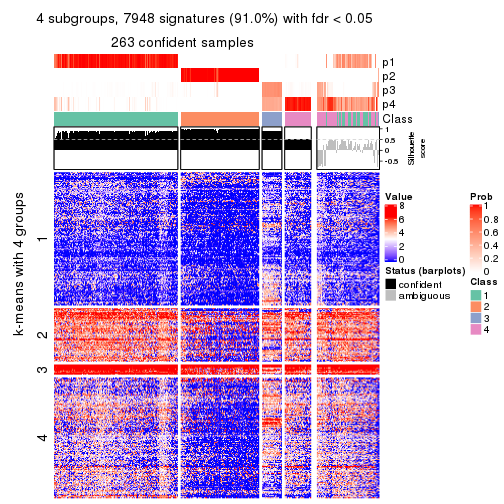 4 subgroups, 7948 signatures (91.0%) with fdr < 0.05
263 confident samples
p1
p2
p3
p4
Class
1
0.5
0
-0.5
Silhouette
score
k-means with 4 groups
1
2
3
4
Value
8
6
4
2
0
Status (barplots)
confident
ambiguous
Prob
1
0.8
0.6
0.4
0.2
0
Class
1
2
3
4